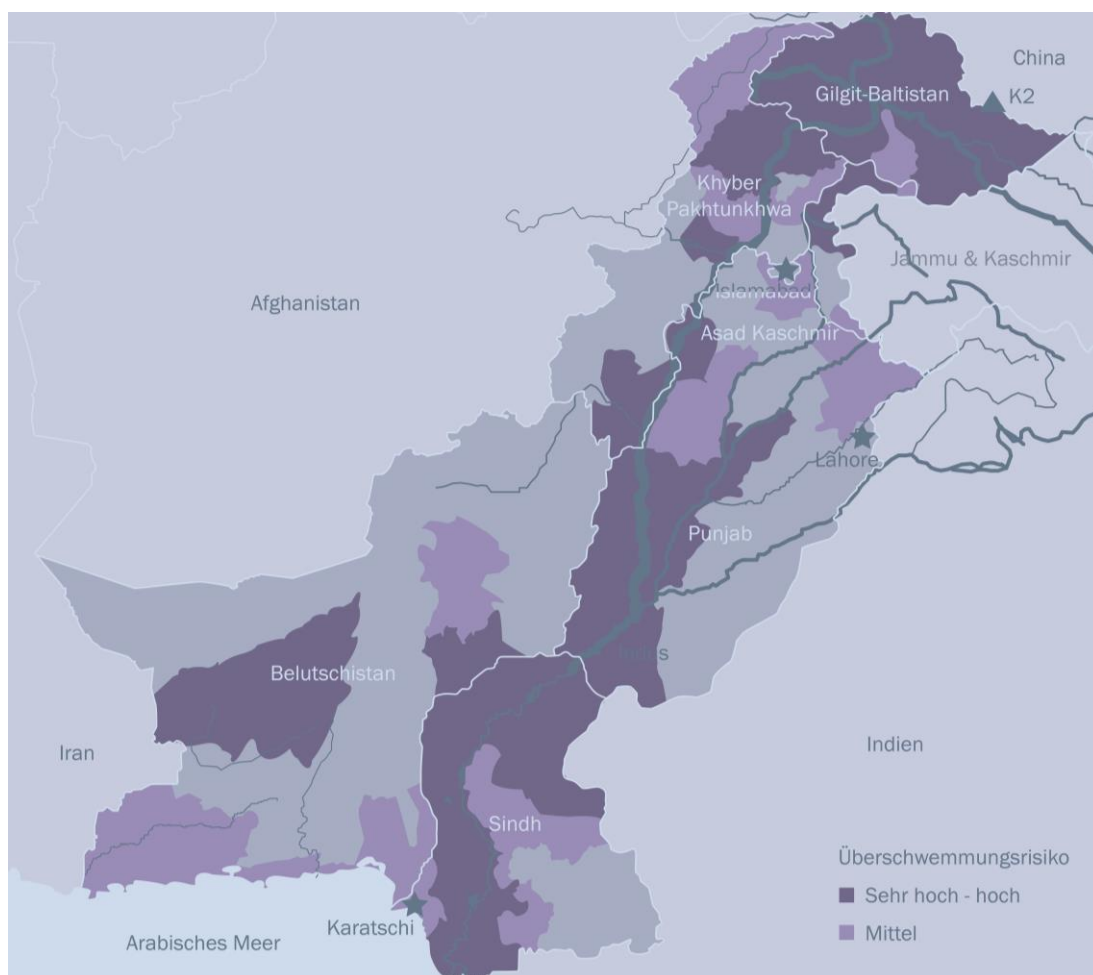 China
K2
Gilgit-Baltistan
Khyber
Pakhtunkhwa
Jammu & Kaschmir
Islamabad
Afghanistan
Asad Kaschmir
Lahore
Punjab
Indus
Belutschistan
Iran
Indien
Sindh
Überschwemmungsrisiko
Sehr hoch - hoch
Mittel
Karatschi
Arabisches Meer